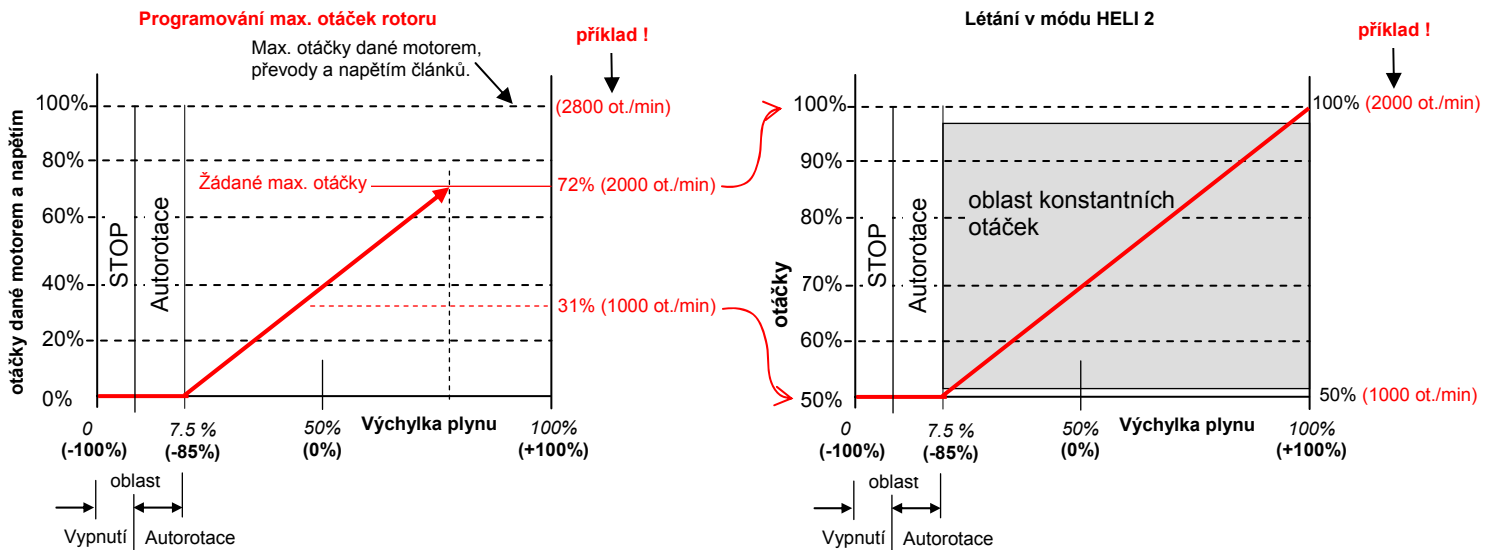 Programování max. otáček rotoru
příklad !
Max. otáčky dané motorem,
převody a napětím článků.
otáčky dané motorem a napětím
100%
80%
60%
40%
20%
0%
STOP
Autorotace
Žádané max. otáčky
(2800 ot./min)
72% (2000 ot./min)
31% (1000 ot./min)
0
(-100%)
7.5 %
(-85%)
50%
(0%)
Výchylka plynu
100%
(+100%)
oblast
Vypnutí
Autorotace
Létání v módu HELI 2
příklad !
otáčky
100%
90%
80%
70%
60%
50%
STOP
Autorotace
oblast konstantních
otáček
100% (2000 ot./min)
50% (1000 ot./min)
0
(-100%)
7.5 %
(-85%)
50%
(0%)
Výchylka plynu
100%
(+100%)
oblast
Vypnutí
Autorotace